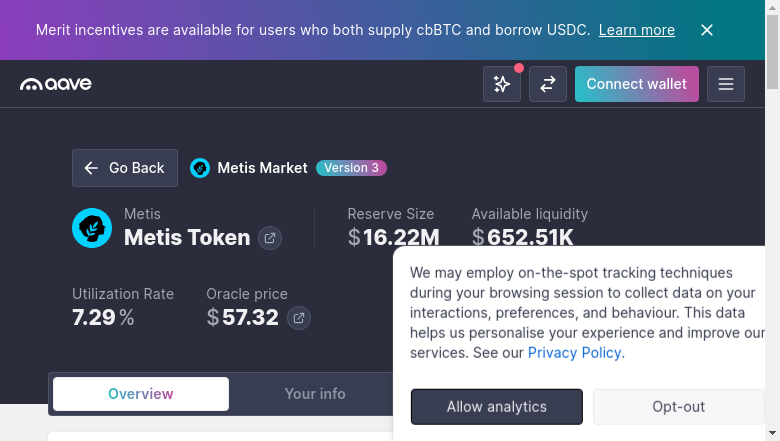 Merit incentives are available for users who both supply cbBTC and borrow USDC. Learn more
aave
Connect wallet
Go Back
Metis Market
Version 3
Metis
Metis Token
Reserve Size
$16.22M
Available liquidity
$652.51K
Utilization Rate
7.29 %
Oracle price
$57.32
We may employ on-the-spot tracking techniques
during your browsing session to collect data on your
interactions, preferences, and behaviour. This data
helps us personalise your experience and improve our
services. See our Privacy Policy.
Allow analytics
Opt-out
Overview
Your info